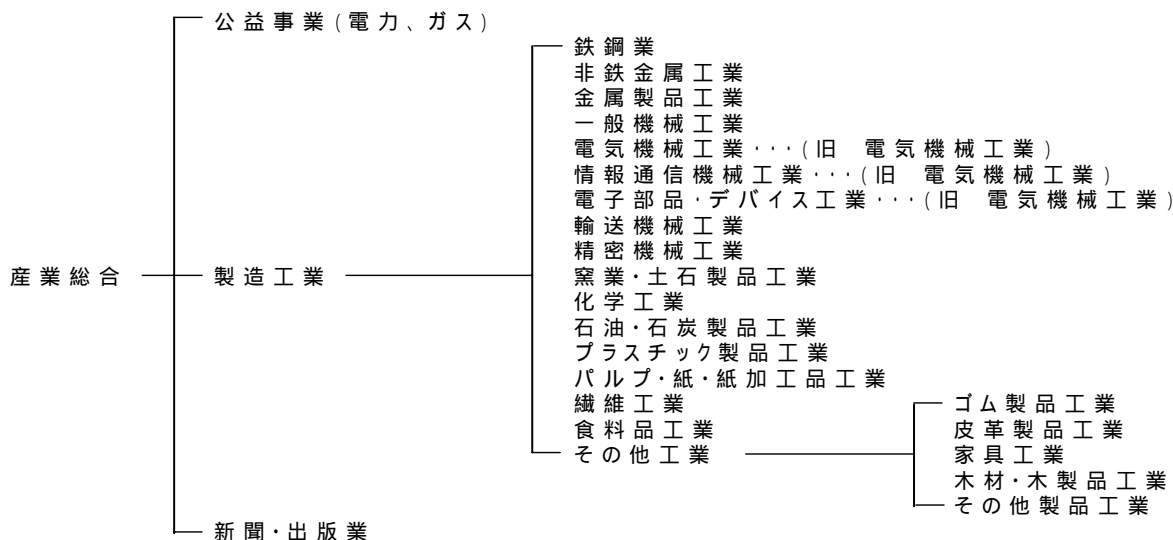 公益事業(電力、ガス)
鉄鋼業
非鉄金属工業
金属製品工業
一般機械工業
電気機械工業･･･(旧 電気機械工業)
情報通信機械工業･･･(旧 電気機械工業)
電子部品･デバイス工業･･･(旧 電気機械工業)
輸送機械工業
精密機械工業
産業総合 製造工業 窯業･土石製品工業
化学工業
石油･石炭製品工業
プラスチック製品工業
パルプ･紙･紙加工品工業
繊維工業 ゴム製品工業
食料品工業 皮革製品工業
その他工業 家具工業
木材･木製品工業
その他製品工業
新聞･出版業